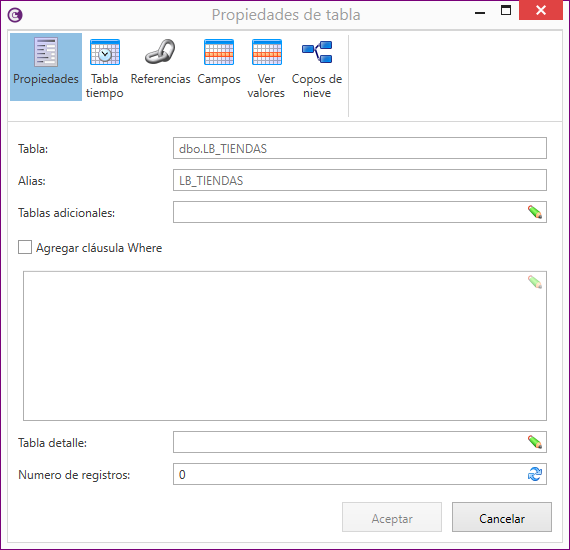 Propiedades de tabla
Propiedades
Tabla
tiempo
Referencias
Campos
Ver
valores
Copos de
nieve
Tabla: dbo.LB_TIENDAS
Alias: LB_TIENDAS
Tablas adicionales:
Agregar cláusula Where
Tabla detalle:
Numero de registros: 0
Aceptar Cancelar